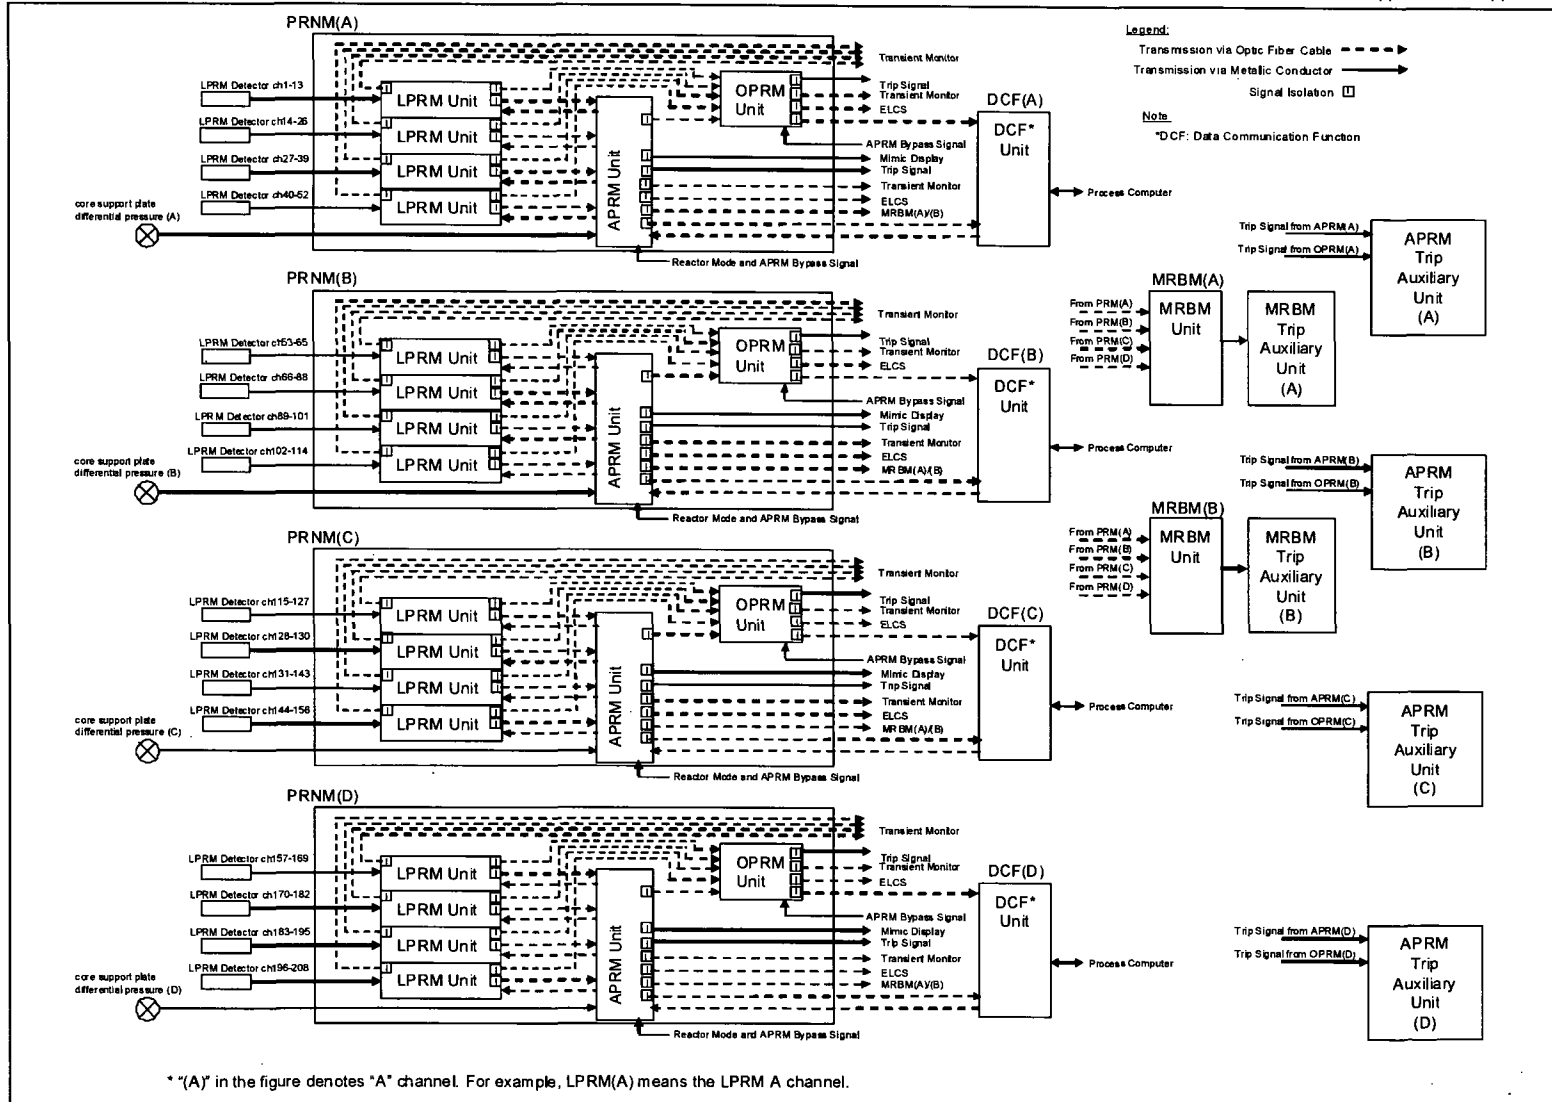 Legend:
Transmission via Optic Fiber Cable
Transmission via Metallic Conductor
Signal Isolation I
Note
*DCF: Data Communication Function
PRNM(A)
LPRM Detector ch1-13
LPRM Detector ch14-26
LPRM Detector ch27-39
LPRM Detector ch40-52
core support plate
differential pressure (A)
LPRM Unit
LPRM Unit
LPRM Unit
LPRM Unit
APRM Unit
OPRM
Unit
Transient Monitor
Trip Signal
Transient Monitor
ELCS
APRM Bypass Signal
Mimic Display
Trip Signal
Transient Monitor
ELCS
MRBM(A)/(B)
Reactor Mode and APRM Bypass Signal
DCF(A)
DCF*
Unit
Process Computer
PRNM(B)
LPRM Detector ch53-65
LPRM Detector ch66-88
LPRM Detector ch89-101
LPRM Detector ch102-114
core support plate
differential pressure (B)
LPRM Unit
LPRM Unit
LPRM Unit
LPRM Unit
APRM Unit
OPRM
Unit
Transient Monitor
Trip Signal
Transient Monitor
ELCS
APRM Bypass Signal
Mimic Display
Trip Signal
Transient Monitor
ELCS
MRBM(A)/(B)
Reactor Mode and APRM Bypass Signal
DCF(B)
DCF*
Unit
Process Computer
PRNM(C)
LPRM Detector ch115-127
LPRM Detector ch128-130
LPRM Detector ch131-143
LPRM Detector ch144-156
core support plate
differential pressure (C)
LPRM Unit
LPRM Unit
LPRM Unit
LPRM Unit
APRM Unit
OPRM
Unit
Transient Monitor
Trip Signal
Transient Monitor
ELCS
APRM Bypass Signal
Mimic Display
Trip Signal
Transient Monitor
ELCS
MRBM(A)/(B)
Reactor Mode and APRM Bypass Signal
DCF(C)
DCF*
Unit
Process Computer
PRNM(D)
LPRM Detector ch157-169
LPRM Detector ch170-182
LPRM Detector ch183-195
LPRM Detector ch196-208
core support plate
differential pressure (D)
LPRM Unit
LPRM Unit
LPRM Unit
LPRM Unit
APRM Unit
OPRM
Unit
Transient Monitor
Trip Signal
Transient Monitor
ELCS
APRM Bypass Signal
Mimic Display
Trip Signal
Transient Monitor
ELCS
MRBM(A)/(B)
Reactor Mode and APRM Bypass Signal
DCF(D)
DCF*
Unit
Process Computer
MRBM(A)
From PRM(A)
From PRM(B)
From PRM(C)
From PRM(D)
MRBM
Unit
MRBM
Trip
Auxiliary
Unit
(A)
MRBM(B)
From PRM(A)
From PRM(B)
From PRM(C)
From PRM(D)
MRBM
Unit
MRBM
Trip
Auxiliary
Unit
(B)
Trip Signal from APRM(A)
Trip Signal from OPRM(A)
APRM
Trip
Auxiliary
Unit
(A)
Trip Signal from APRM(B)
Trip Signal from OPRM(B)
APRM
Trip
Auxiliary
Unit
(B)
Trip Signal from APRM(C)
Trip Signal from OPRM(C)
APRM
Trip
Auxiliary
Unit
(C)
Trip Signal from APRM(D)
Trip Signal from OPRM(D)
APRM
Trip
Auxiliary
Unit
(D)
* "(A)" in the figure denotes "A" channel. For example, LPRM(A) means the LPRM A channel.